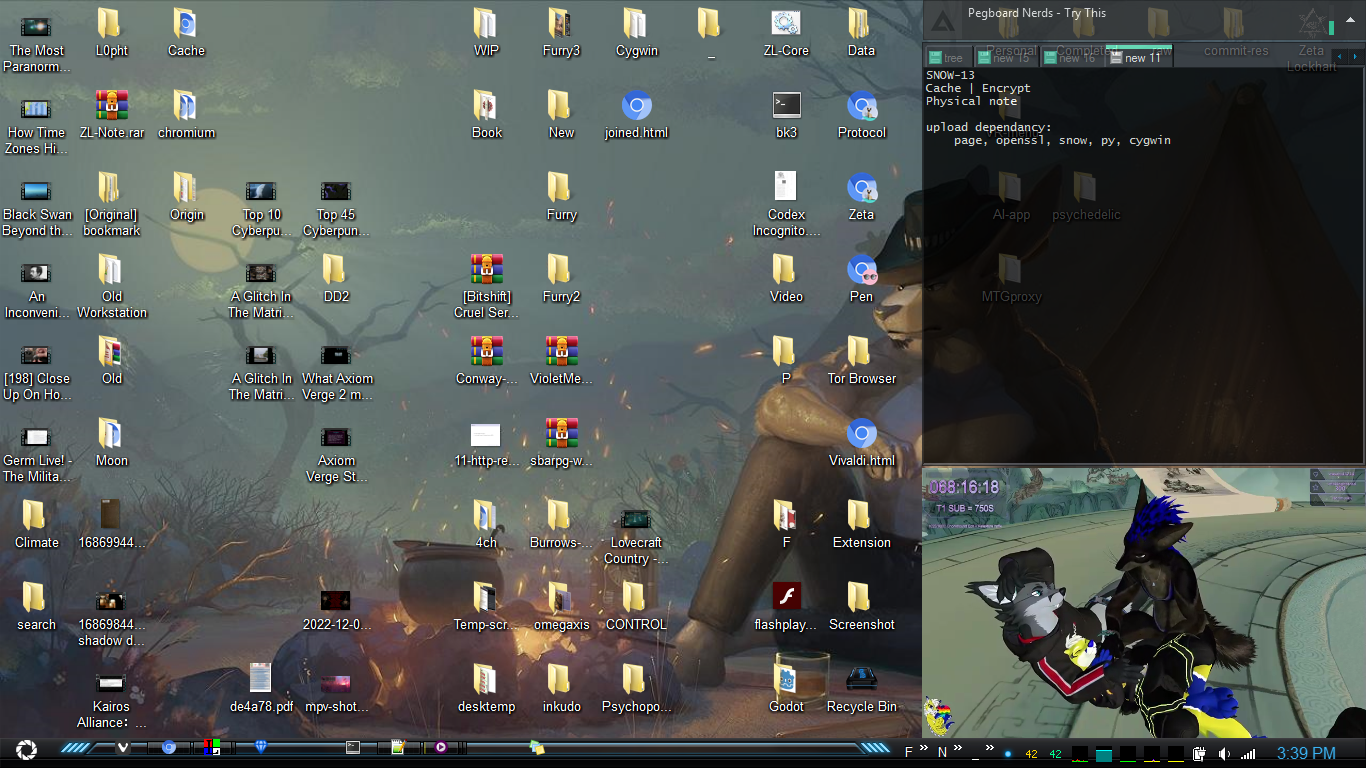 The Most
Paranorm...
L0pht
Cache
WIP
Furry3
Cygwin
_
ZL-Core
Data
How Time
Zones Hi...
ZL-Note.rar
chromium
Book
New
joined.html
bk3
Protocol
Black Swan
Beyond th...
[Original]
bookmark
Origin
Top 10
Cyberpu...
Top 45
Cyberpun...
Furry
Codex
Incognito....
Zeta
An
Inconveni...
Old
Workstation
A Glitch In
The Matri...
DD2
[Bitshift]
Cruel Ser...
Furry2
Video
Pen
[198] Close
Up On Ho...
Old
A Glitch In
The Matri...
What Axiom
Verge 2 m...
Conway-...
VioletMe...
P
Tor Browser
Germ Live! -
The Milita...
Moon
Axiom
Verge St...
11-http-re...
sbarpg-w...
Vivaldi.html
Climate
16869944...
4ch
Burrows-...
Lovecraft
Country -...
F
Extension
search
16869844...
shadow d...
2022-12-0...
Temp-scr...
omegaxis
CONTROL
flashplay...
Screenshot
Kairos
Alliance: ...
de4a78.pdf
mpv-shot...
desktemp
inkudo
Psychopo...
Godot
Recycle Bin
Pegboard Nerds - Try This
Personal
Completed
raw
commit-res
Zeta
Lockhart
tree
new 15
new 16
new 11
SNOW-13
Cache | Encrypt
Physical note
upload dependancy:
page, openssl, snow, py, cygwin
AI-app
psychedelic
MTGproxy
068:16:18
T1 SUB = 750S
F
N
_
42
42
3:39 PM